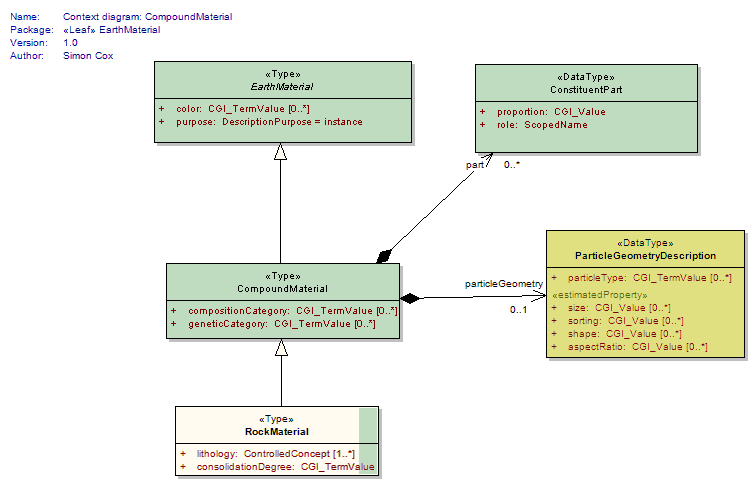 Name: Context diagram: CompoundMaterial
Package: «Leaf» EarthMaterial
Version: 1.0
Author: Simon Cox
«Type»
EarthMaterial
+ color: CGI_TermValue [0..*]
+ purpose: DescriptionPurpose = instance
«DataType»
ConstituentPart
+ proportion: CGI_Value
+ role: ScopedName
part 0..*
«Type»
CompoundMaterial
+ compositionCategory: CGI_TermValue [0..*]
+ geneticCategory: CGI_TermValue [0..*]
particleGeometry
0..1
«DataType»
ParticleGeometryDescription
+ particleType: CGI_TermValue [0..*]
«estimatedProperty»
+ size: CGI_Value [0..*]
+ sorting: CGI_Value [0..*]
+ shape: CGI_Value [0..*]
+ aspectRatio: CGI_Value [0..*]
«Type»
RockMaterial
+ lithology: ControlledConcept [1..*]
+ consolidationDegree: CGI_TermValue